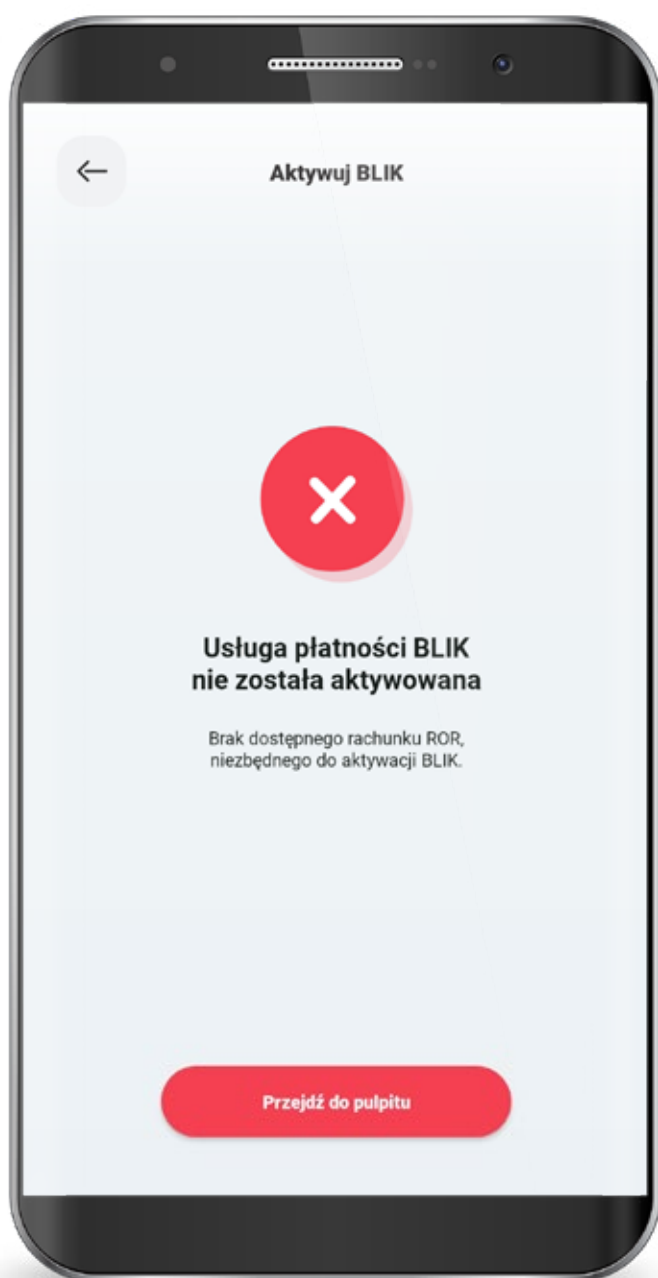 Aktywuj BLIK
Usługa płatności BLIK
nie została aktywowana
Brak dostępnego rachunku ROR,
niezbędnego do aktywacji BLIK.
Przejdź do pulpitu